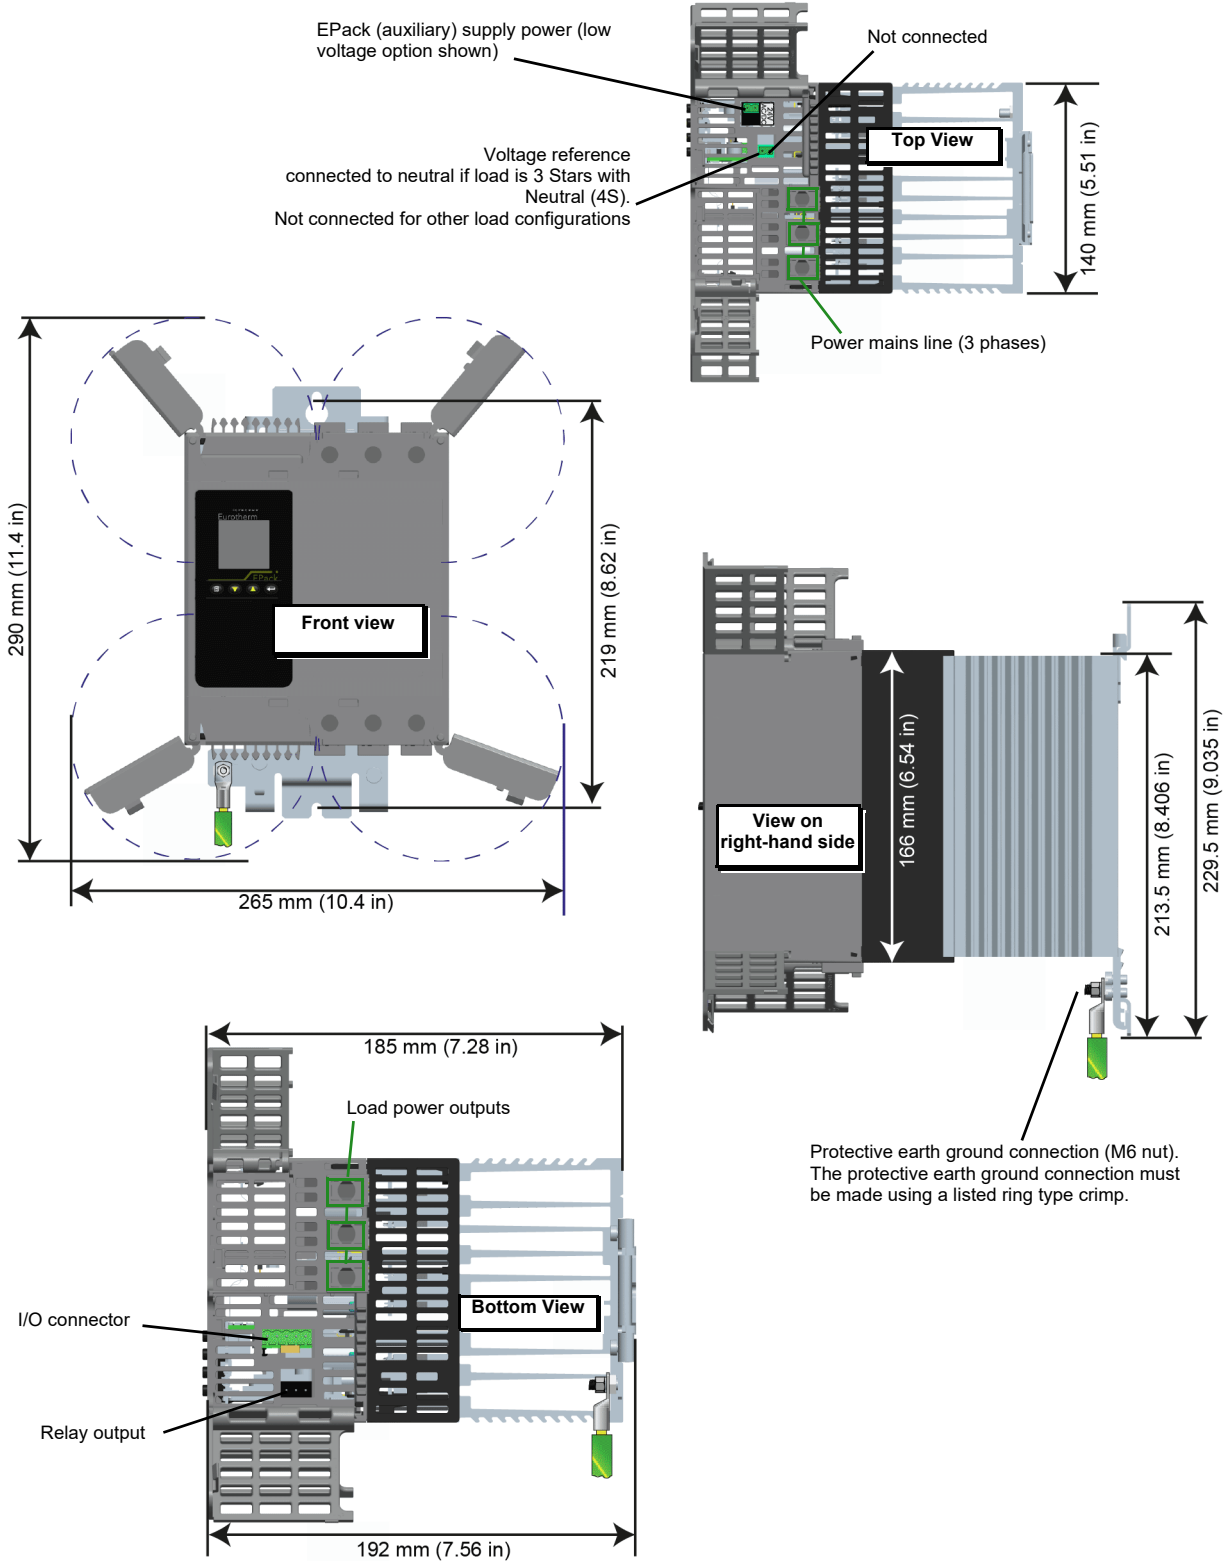 EPack (auxiliary) supply power (low
voltage option shown)
Not connected
Top View
Voltage reference
connected to neutral if load is 3 Stars with
Neutral (4S).
Not connected for other load configurations
140 mm (5.51 in)
Power mains line (3 phases)
290 mm (11.4 in)
Eurotherm
EPack
Front view
219 mm (8.62 in)
265 mm (10.4 in)
View on
right-hand side
166 mm (6.54 in)
213.5 mm (8.406 in)
229.5 mm (9.035 in)
Protective earth ground connection (M6 nut).
The protective earth ground connection must
be made using a listed ring type crimp.
185 mm (7.28 in)
Load power outputs
Bottom View
I/O connector
Relay output
192 mm (7.56 in)